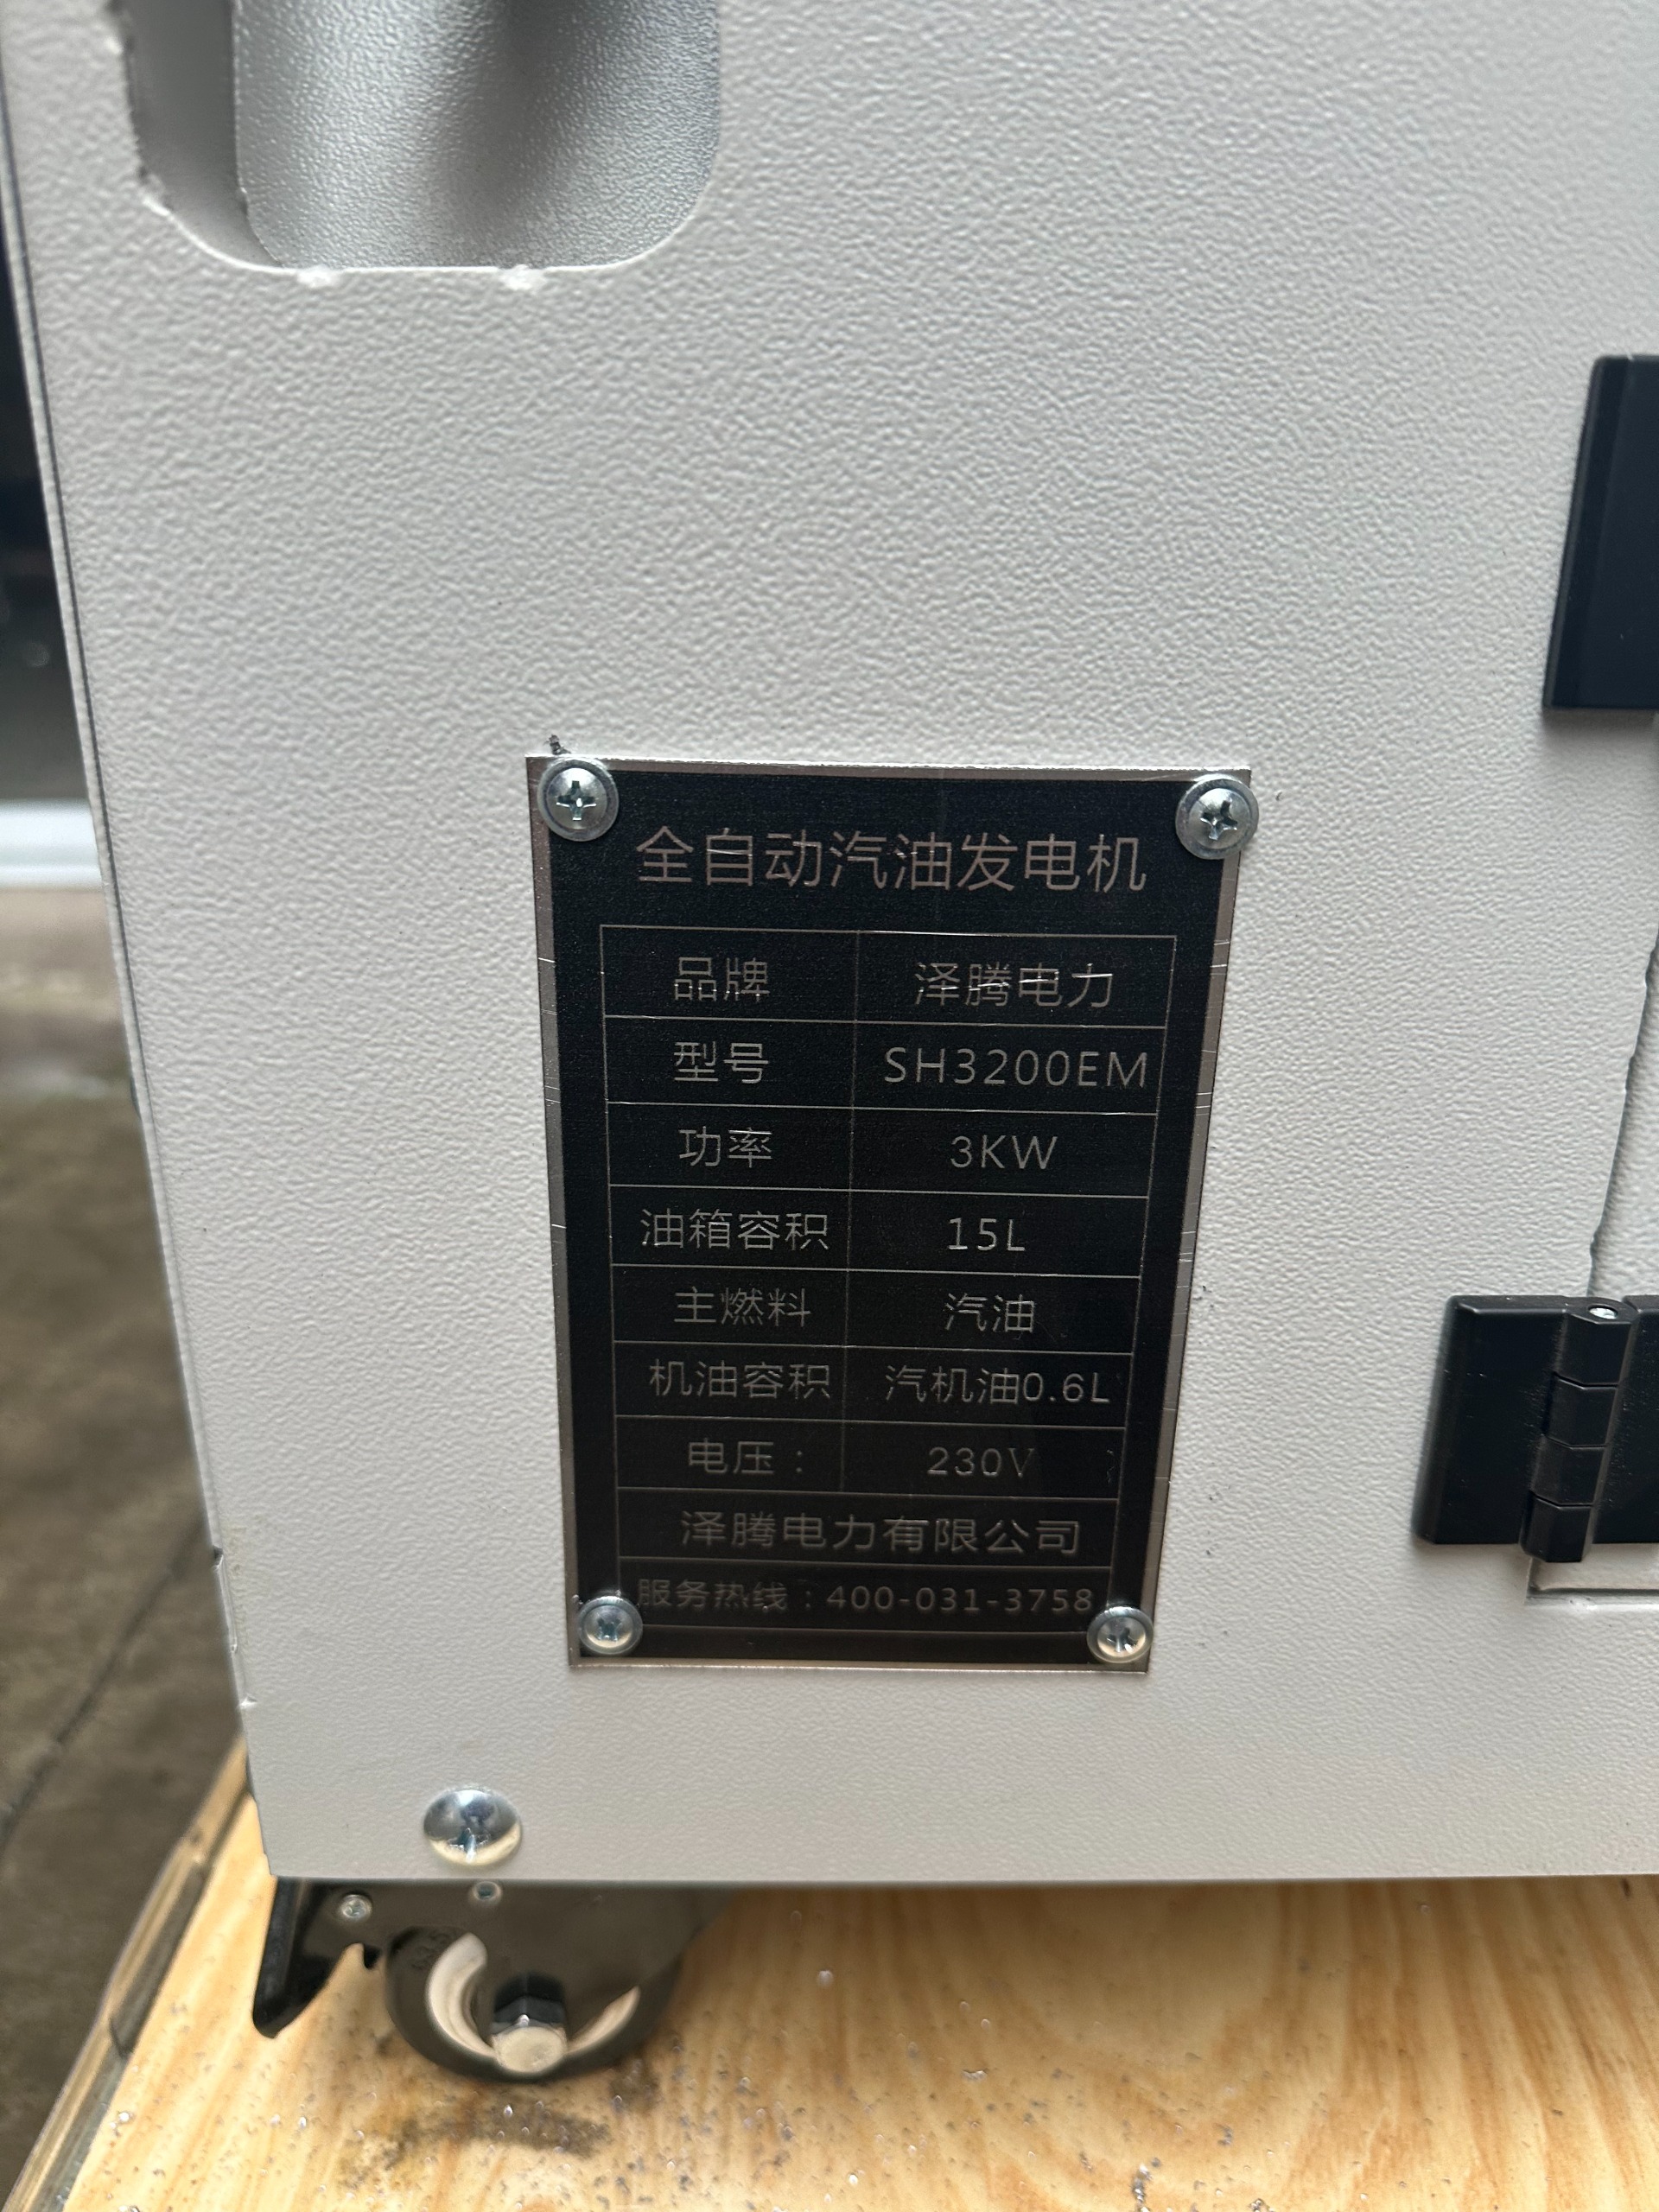 全自动汽油发电机
品牌 泽腾电力
型号 SH3200EM
功率 3KW
油箱容积 15L
主燃料 汽油
机油容积 汽机油0.6L
电压： 230V
泽腾电力有限公司
服务热线：400-031-3758